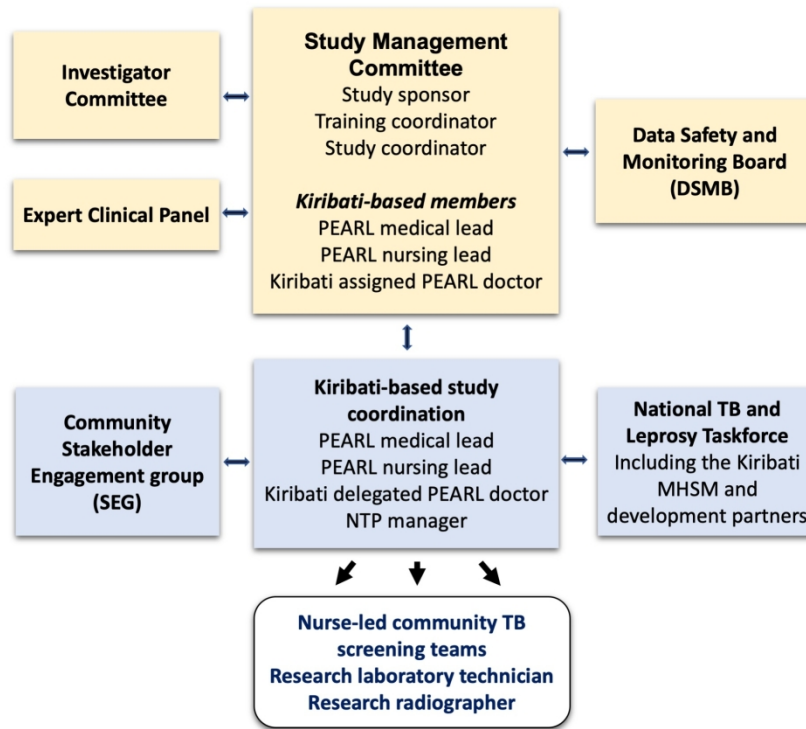 Investigator
Committee
Expert Clinical Panel
Study Management
Committee
Study sponsor
Training coordinator
Study coordinator
Kiribati-based members
PEARL medical lead
PEARL nursing lead
Kiribati assigned PEARL doctor
Data Safety and
Monitoring Board
(DSMB)
Community
Stakeholder
Engagement group
(SEG)
Kiribati-based study
coordination
PEARL medical lead
PEARL nursing lead
Kiribati delegated PEARL doctor
NTP manager
National TB and
Leprosy Taskforce
Including the Kiribati
MHSM and
development partners
Nurse-led community TB
screening teams
Research laboratory technician
Research radiographer